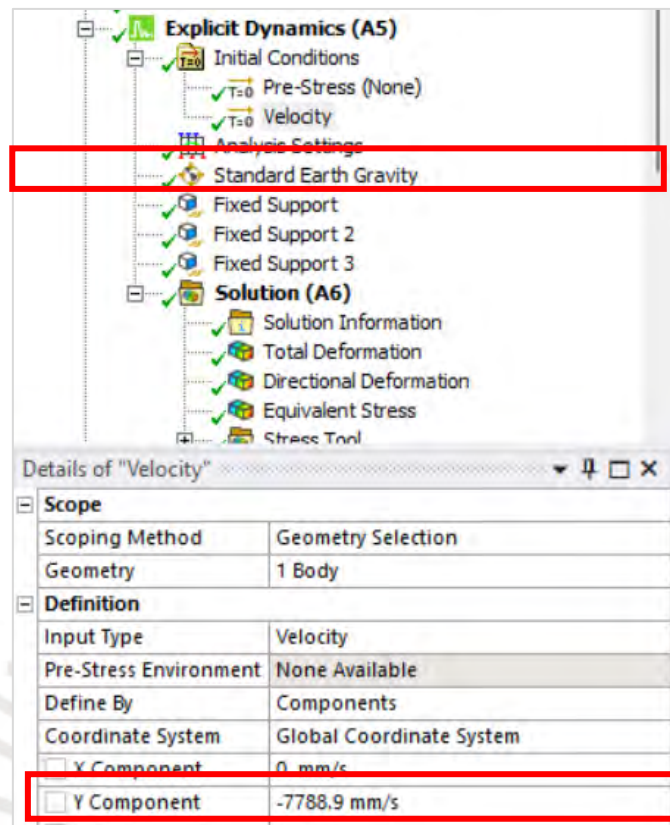 Explicit Dynamics (A5)
T=0 Initial Conditions
T=0 Pre-Stress (None)
T=0 Velocity
Analysis Settings
Standard Earth Gravity
Fixed Support
Fixed Support 2
Fixed Support 3
Solution (A6)
i Solution Information
Total Deformation
Directional Deformation
Equivalent Stress
Stress Tool
Details of "Velocity"
Scope
Scoping Method Geometry Selection
Geometry 1 Body
Definition
Input Type Velocity
Pre-Stress Environment None Available
Define By Components
Coordinate System Global Coordinate System
X Component 0. mm/s
Y Component -7788.9 mm/s